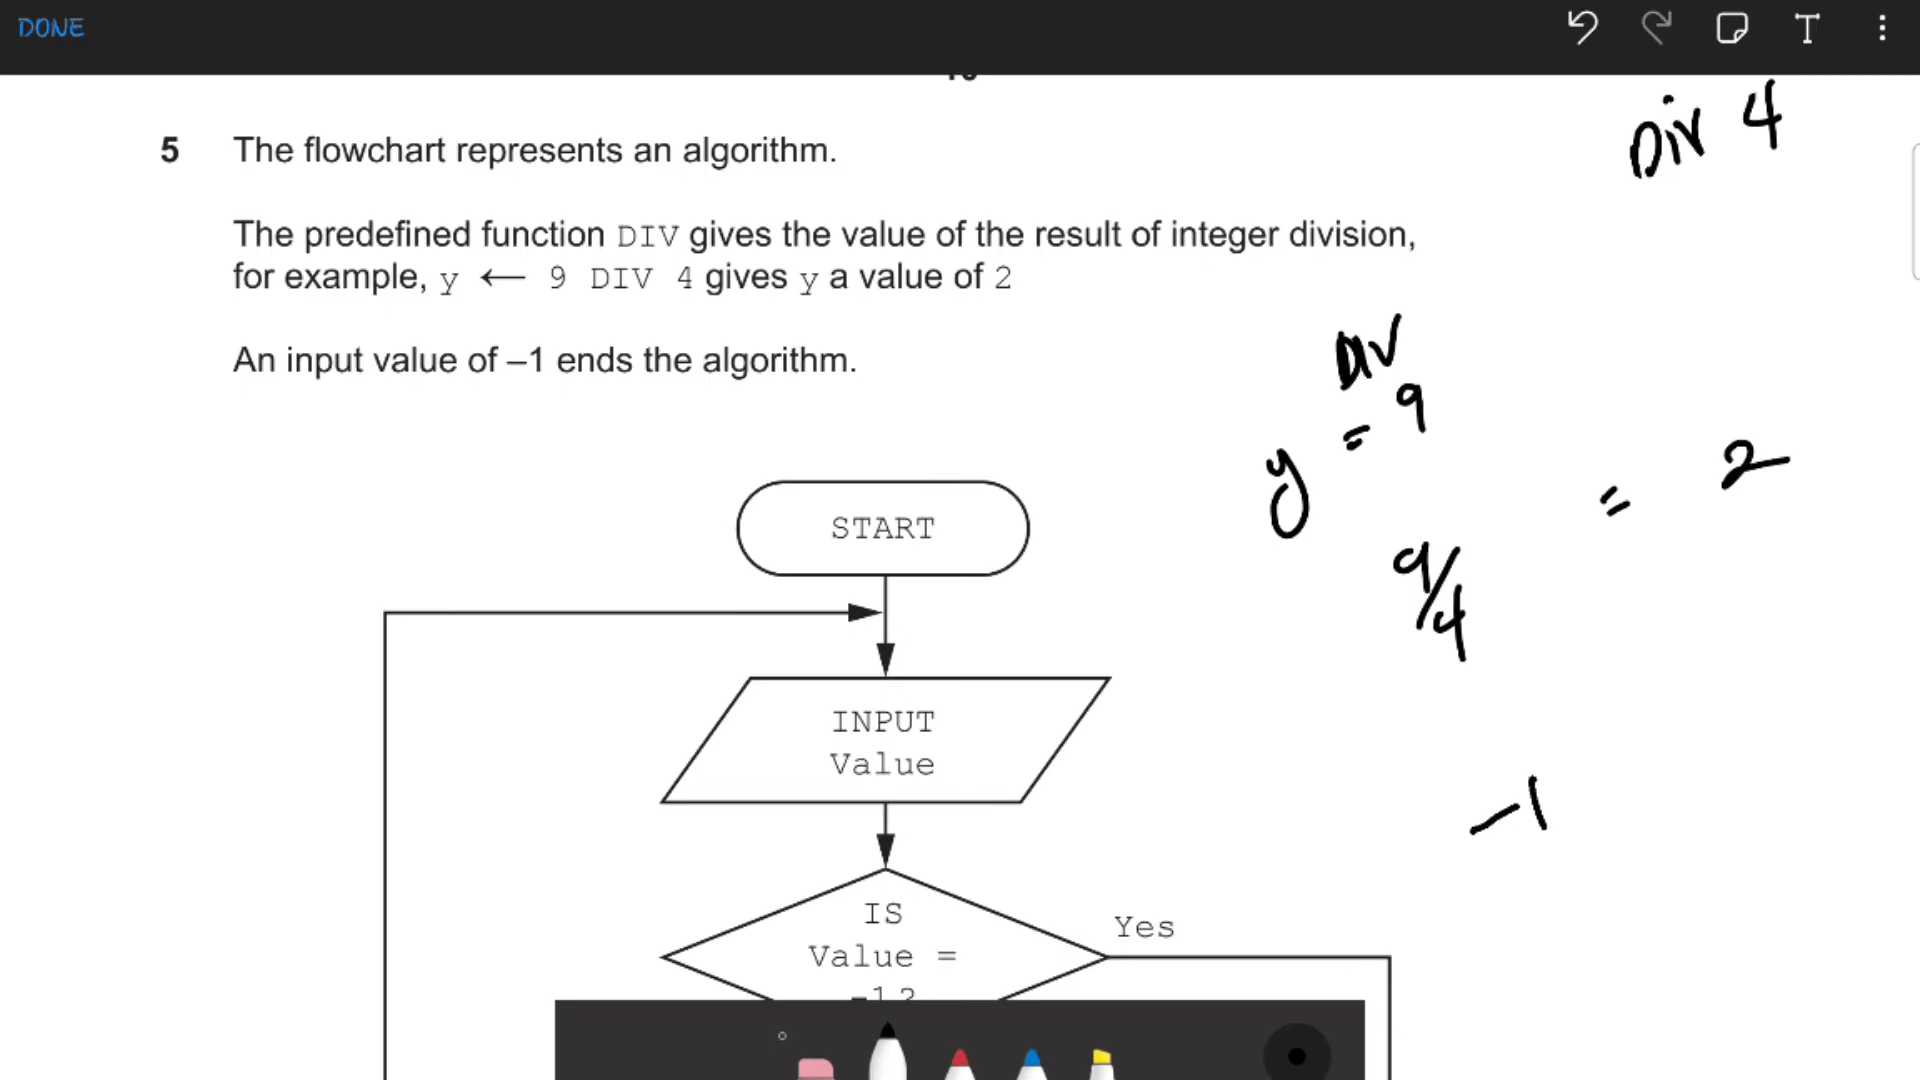 DONE
T
Div 4
5 The flowchart represents an algorithm.
The predefined function DIV gives the value of the result of integer division,
for example, y ← 9 DIV 4 gives y a value of 2
An input value of –1 ends the algorithm.
DIV
y = 9
= 2
9/4
START
INPUT
Value
-1
IS
Value =
-1?
Yes